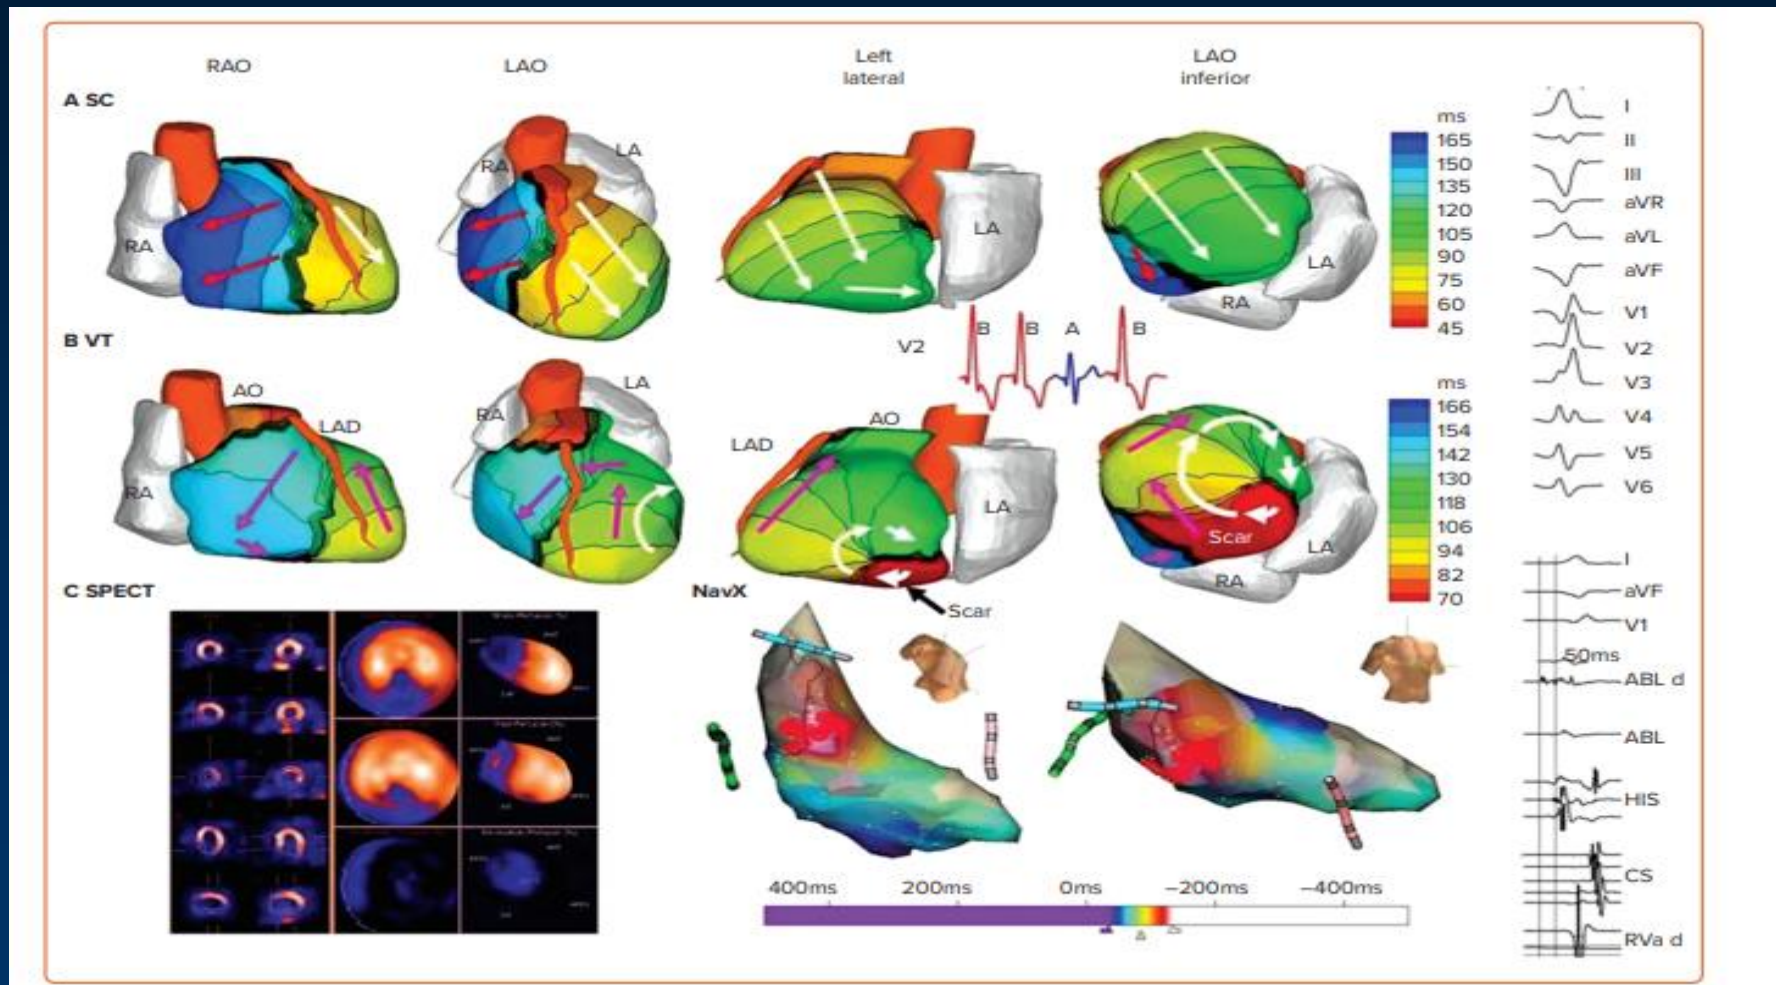 RAO
LAO
Left
lateral
LAO
inferior
A SC
RA
RA
LA
LA
RA
LA
ms
165
150
135
120
105
90
75
60
45
I
II
III
aVR
aVL
aVF
V1
V2
V3
V4
V5
V6
B VT
V2
B
B
A
B
AO
LAD
RA
RA
LA
AO
LAD
LA
Scar
Scar
LA
RA
ms
166
154
142
130
118
106
94
82
70
C SPECT
NavX
400ms
200ms
0ms
−200ms
−400ms
I
aVF
V1
50ms
ABL d
ABL
HIS
CS
RVa d